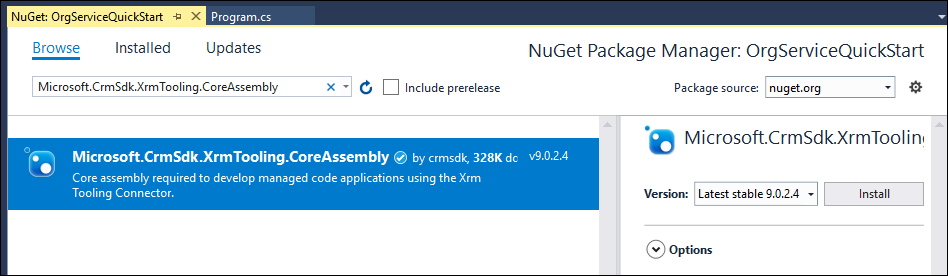 NuGet: OrgServiceQuickStart
Program.cs
Browse Installed Updates
NuGet Package Manager: OrgServiceQuickStart
Microsoft.CrmSdk.XrmTooling.CoreAssembly
Include prerelease
Package source: nuget.org
Microsoft.CrmSdk.XrmTooling.CoreAssembly by crmsdk, 328K dc v9.0.2.4
Core assembly required to develop managed code applications using the Xrm
Tooling Connector.
Microsoft.CrmSdk.XrmTooling
Version: Latest stable 9.0.2.4 Install
Options